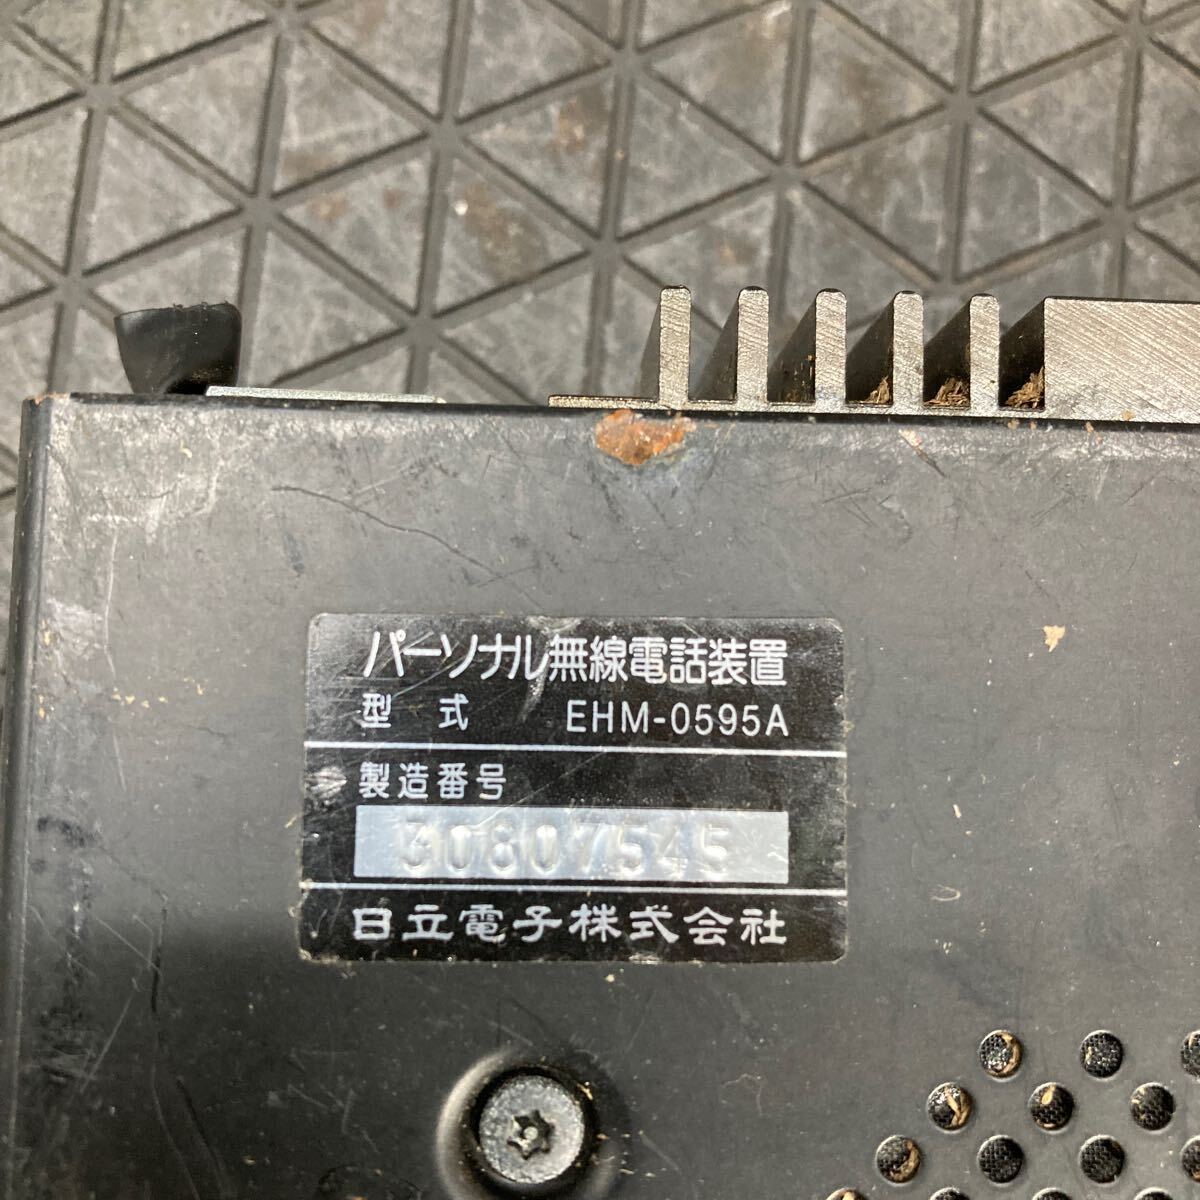 パーソナル無線電話装置
型式 EHM-0595A
製造番号
30807545
日立電子株式会社